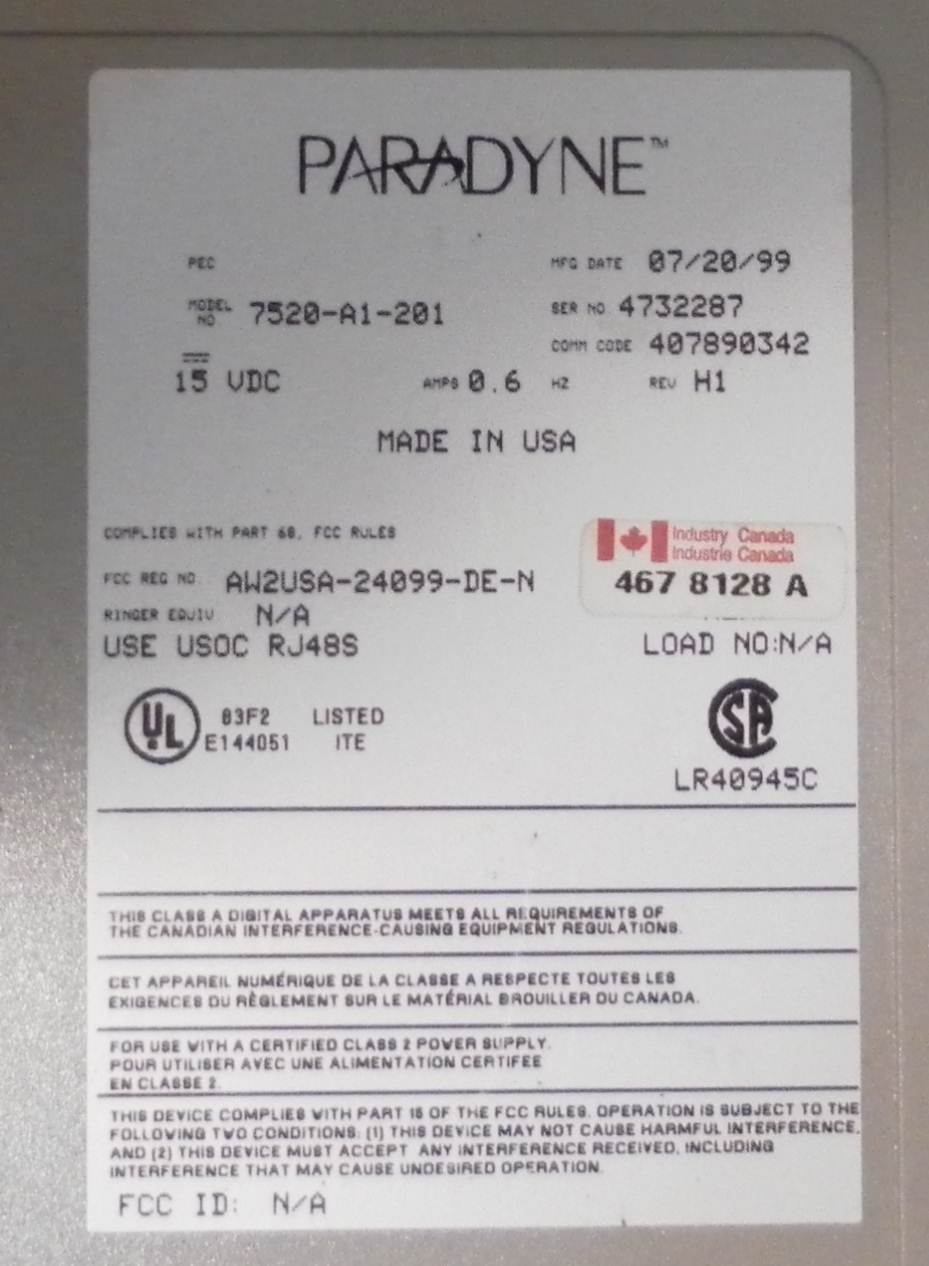 PARADYNE™
PEC
MFG DATE 07/20/99
MODEL NO 7520-A1-201
SER NO 4732287
COMM CODE 407890342
15 VDC AMPS 0.6 HZ REV H1
MADE IN USA
COMPLIES WITH PART 68, FCC RULES
Industry Canada
Industrie Canada
467 8128 A
FCC REG NO. AW2USA-24099-DE-N
RINGER EQUIV N/A
USE USOC RJ48S
LOAD NO:N/A
UL 83F2 LISTED
E144051 ITE
SA
LR40945C
THIS CLASS A DIGITAL APPARATUS MEETS ALL REQUIREMENTS OF
THE CANADIAN INTERFERENCE-CAUSING EQUIPMENT REGULATIONS.
CET APPAREIL NUMÉRIQUE DE LA CLASSE A RESPECTE TOUTES LES
EXIGENCES DU RÈGLEMENT SUR LE MATÉRIAL BROUILLER DU CANADA.
FOR USE WITH A CERTIFIED CLASS 2 POWER SUPPLY.
POUR UTILISER AVEC UNE ALIMENTATION CERTIFEE
EN CLASSE 2.
THIS DEVICE COMPLIES WITH PART 15 OF THE FCC RULES. OPERATION IS SUBJECT TO THE
FOLLOWING TWO CONDITIONS: (1) THIS DEVICE MAY NOT CAUSE HARMFUL INTERFERENCE,
AND (2) THIS DEVICE MUST ACCEPT ANY INTERFERENCE RECEIVED, INCLUDING
INTERFERENCE THAT MAY CAUSE UNDESIRED OPERATION.
FCC ID: N/A